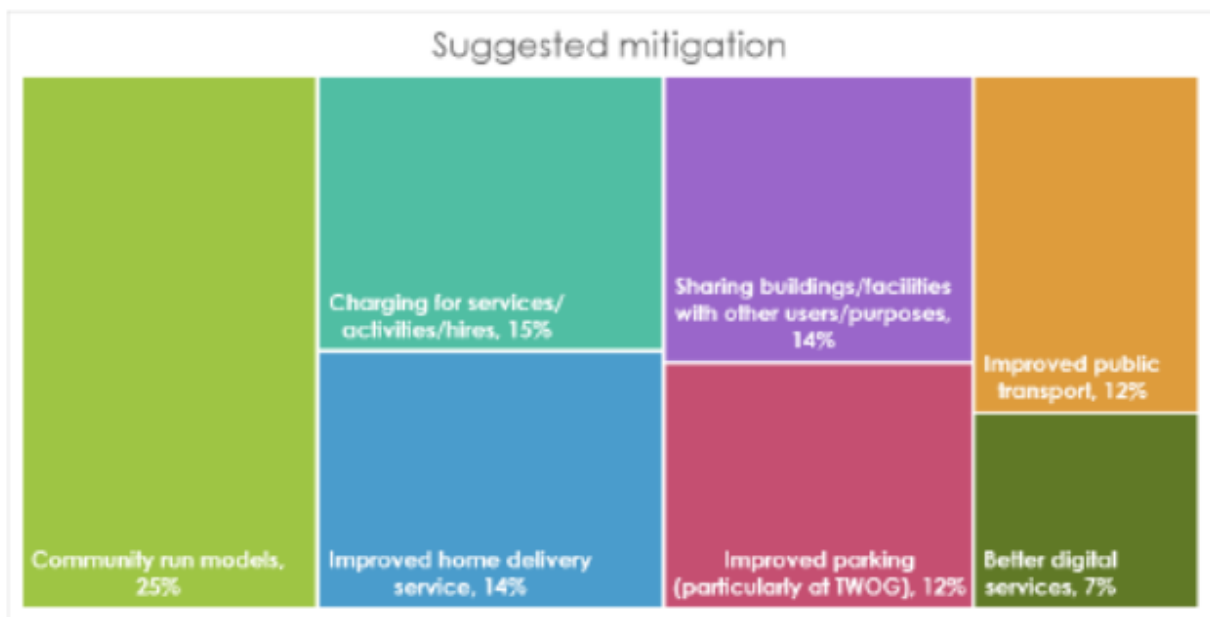 Suggested mitigation
Community run models,
25%
Charging for services/
activities/hires, 15%
Improved home delivery
service, 14%
Sharing buildings/facilities
with other users/purposes,
14%
Improved parking
(particularly at TWOG), 12%
Improved public
transport, 12%
Better digital
services, 7%